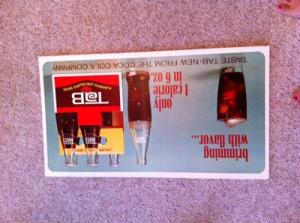 brimming
with flavor...
only
1 calorie
in 6 oz.
TAB
TASTE TAB·NEW FROM THE COCA-COLA COMPANY